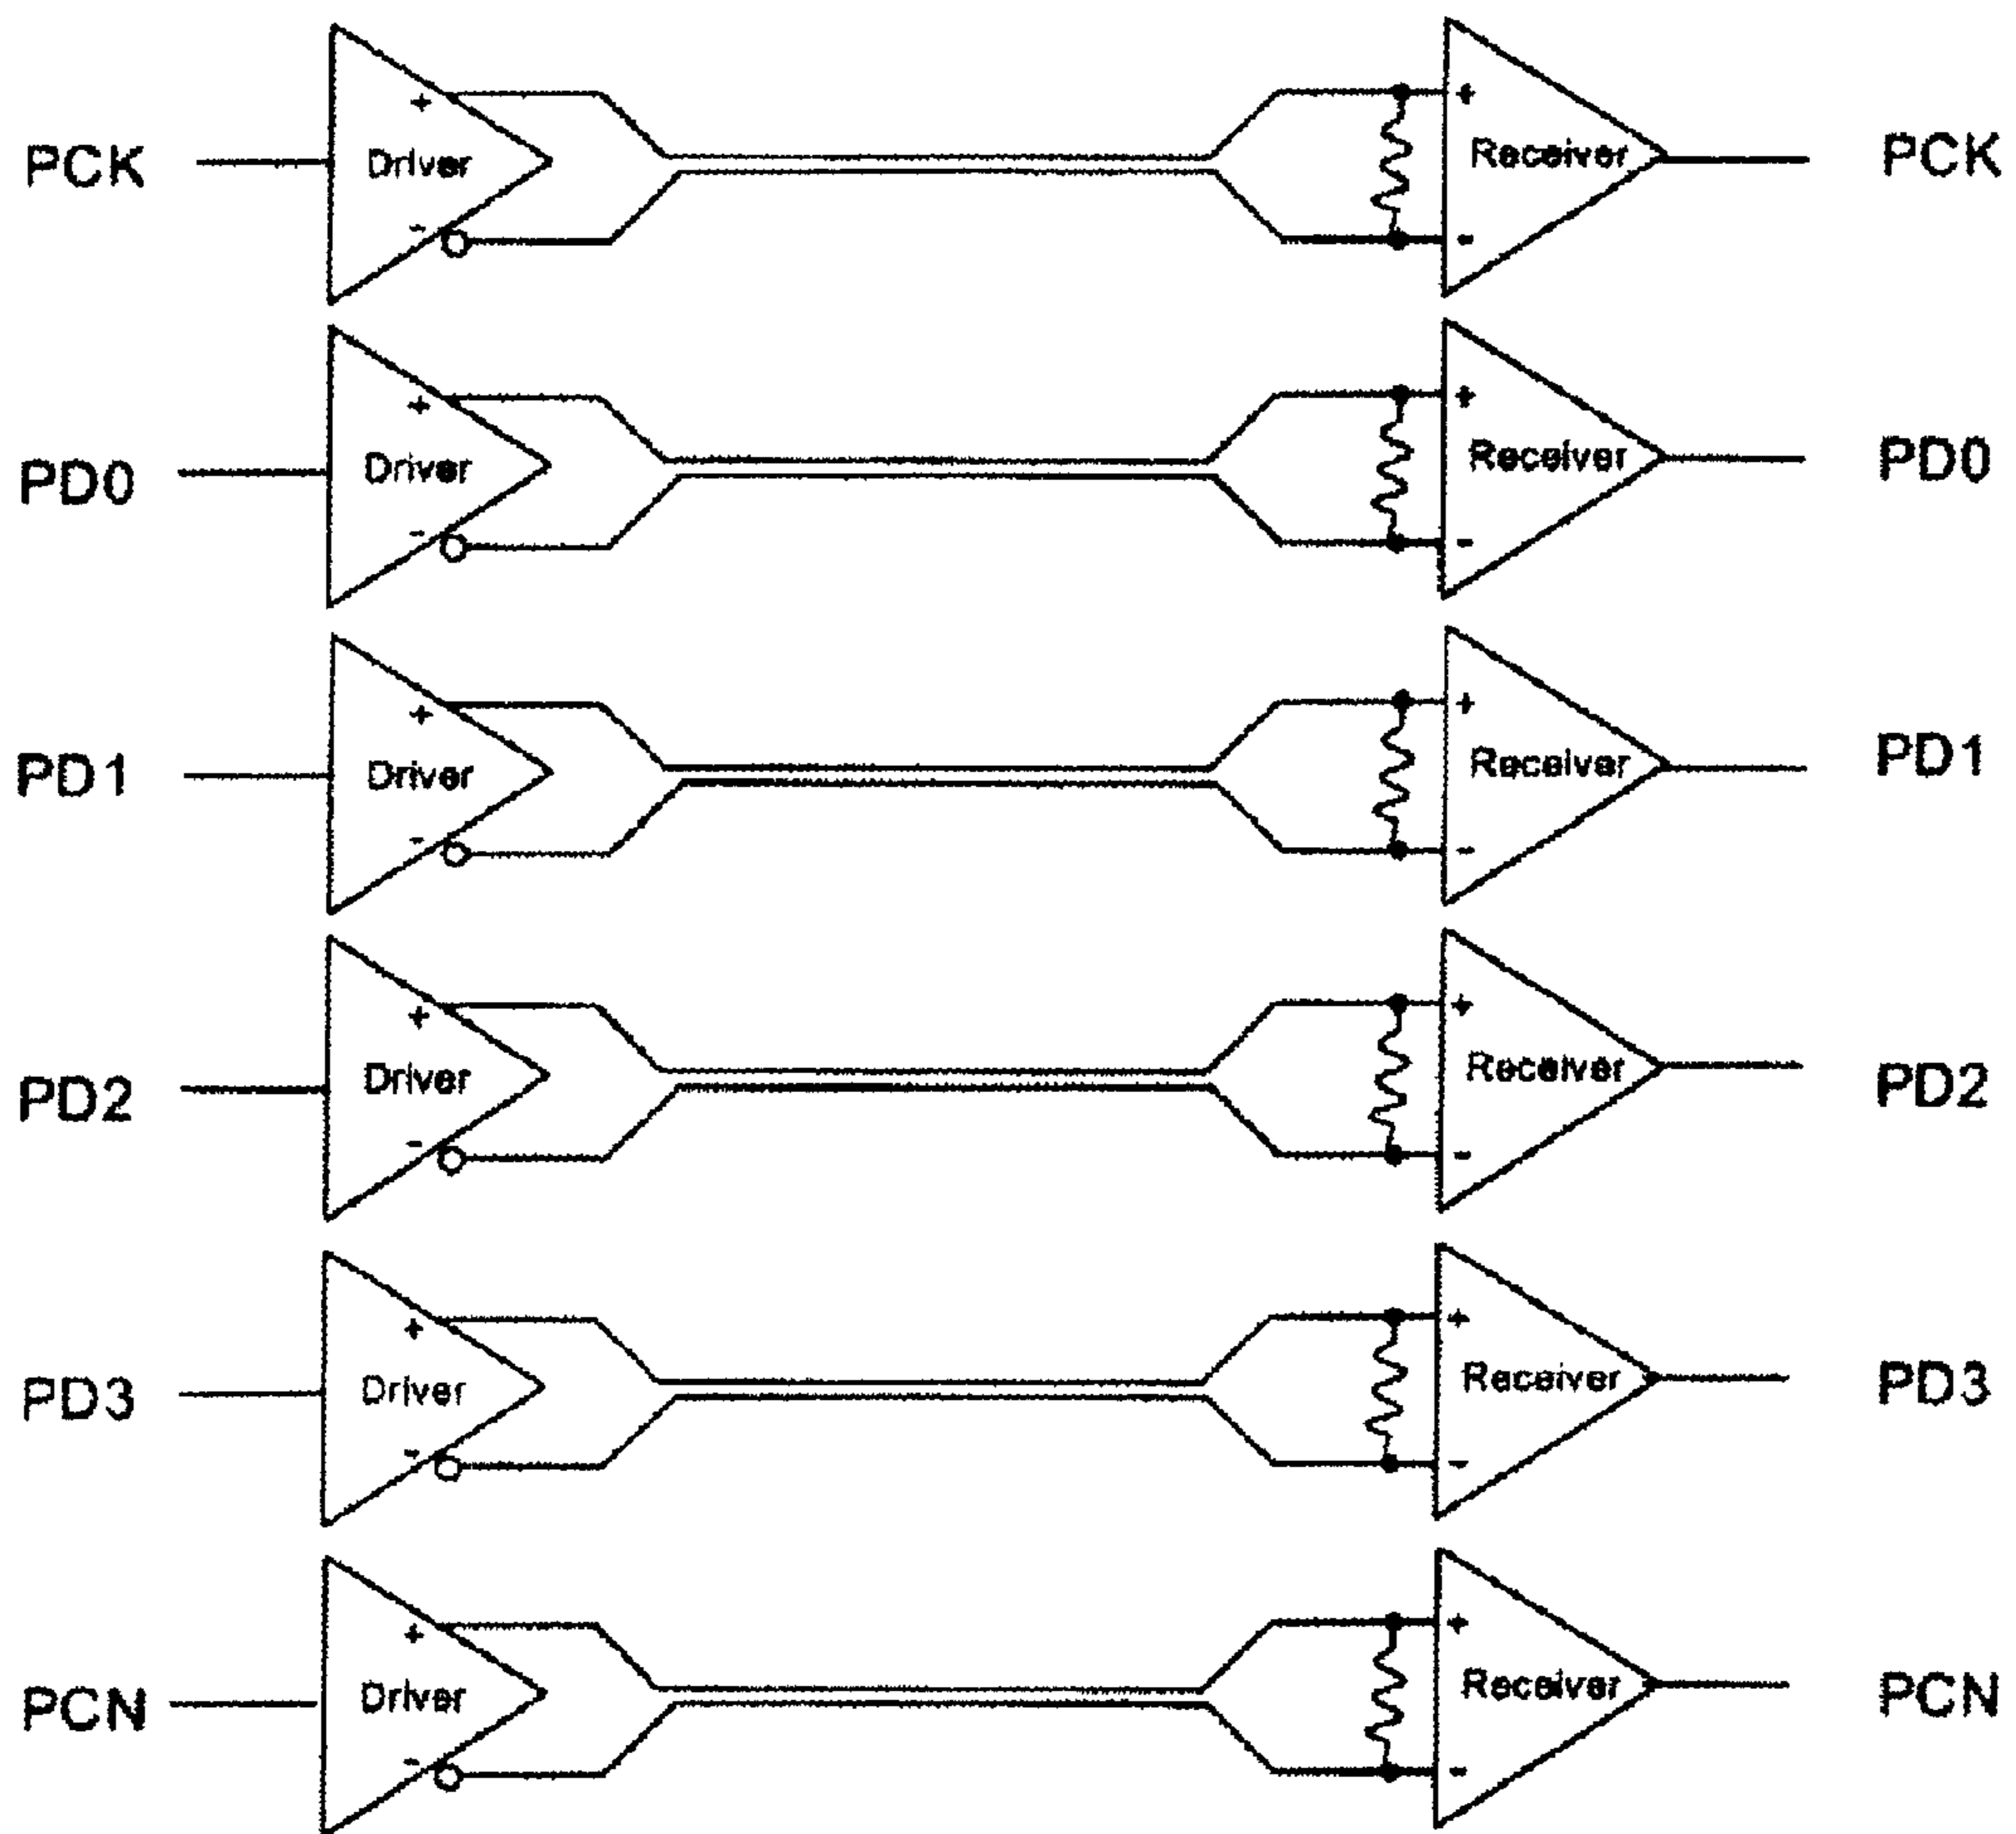 PCK + Driver - + Receiver - PCK
PD0 + Driver - + Receiver - PD0
PD1 + Driver - + Receiver - PD1
PD2 + Driver - + Receiver - PD2
PD3 + Driver - + Receiver - PD3
PCN + Driver - + Receiver - PCN